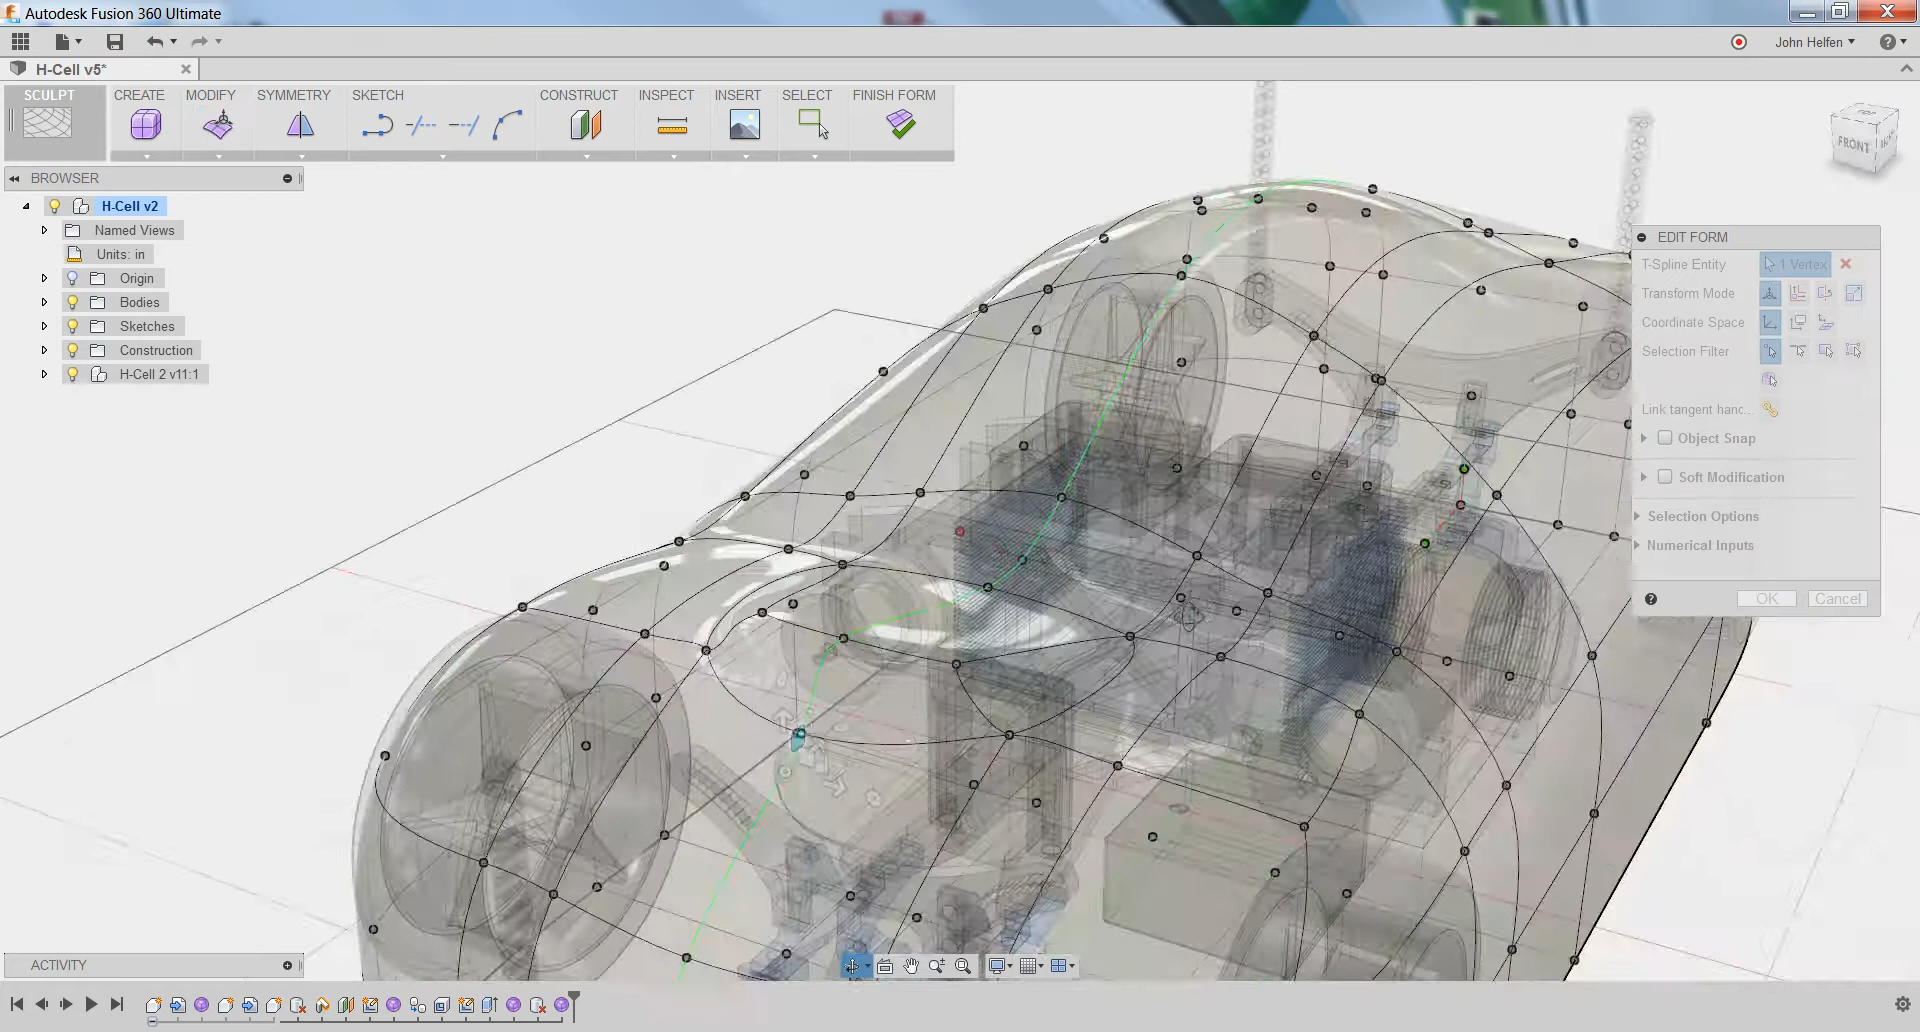 Autodesk Fusion 360 Ultimate
John Helfen
H-Cell v5*
SCULPT
CREATE MODIFY SYMMETRY SKETCH CONSTRUCT INSPECT INSERT SELECT FINISH FORM
FRONT
BROWSER
H-Cell v2
Named Views
Units: in
Origin
Bodies
Sketches
Construction
H-Cell 2 v11:1
EDIT FORM
T-Spline Entity 1 Vertex
Transform Mode
Coordinate Space
Selection Filter
Link tangent hanc...
Object Snap
Soft Modification
Selection Options
Numerical Inputs
OK Cancel
ACTIVITY